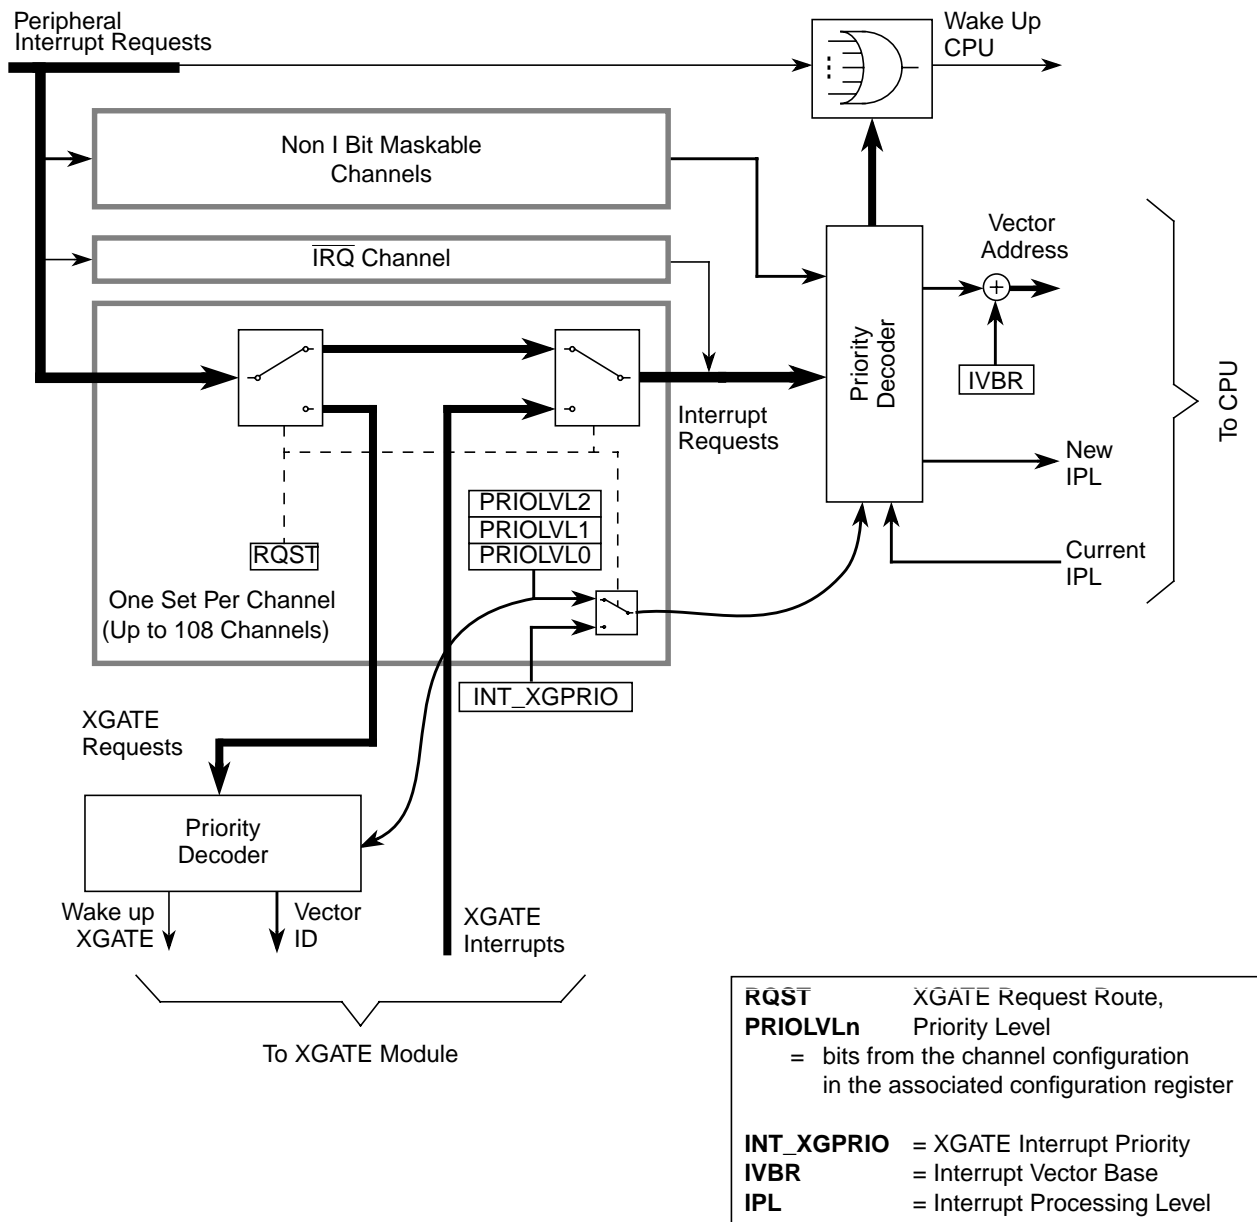 Peripheral
Interrupt Requests
Wake Up
CPU
Non I Bit Maskable
Channels
IRQ Channel
Vector
Address
Priority
Decoder
IVBR
To CPU
Interrupt
Requests
New
IPL
PRIOLVL2
PRIOLVL1
PRIOLVL0
RQST
Current
IPL
One Set Per Channel
(Up to 108 Channels)
INT_XGPRIO
XGATE
Requests
Priority
Decoder
Wake up
XGATE
Vector
ID
XGATE
Interrupts
To XGATE Module
RQST XGATE Request Route,
PRIOLVLn Priority Level
= bits from the channel configuration
in the associated configuration register
INT_XGPRIO = XGATE Interrupt Priority
IVBR = Interrupt Vector Base
IPL = Interrupt Processing Level